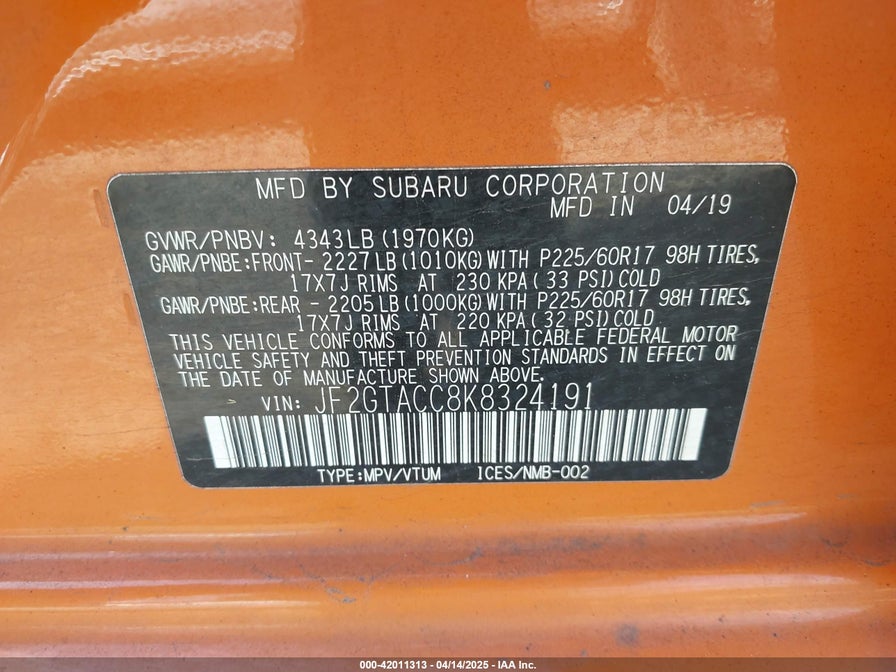 MFD BY SUBARU CORPORATION
MFD IN 04/19
GVWR/PNBV: 4343LB (1970KG)
GAWR/PNBE:FRONT- 2227LB (1010KG) WITH P225/60R17 98H TIRES,
17X7J RIMS AT 230 KPA( 33 PSI) COLD
GAWR/PNBE:REAR - 2205LB (1000KG) WITH P225/60R17 98H TIRES,
17X7J RIMS AT 220 KPA( 32 PSI) COLD
THIS VEHICLE CONFORMS TO ALL APPLICABLE FEDERAL MOTOR
VEHICLE SAFETY AND THEFT PREVENTION STANDARDS IN EFFECT ON
THE DATE OF MANUFACTURE SHOWN ABOVE.
VIN: JF2GTACC8K8324191
TYPE:MPV/VTUM ICES/NMB-002
000-42011313 - 04/14/2025 - IAA Inc.